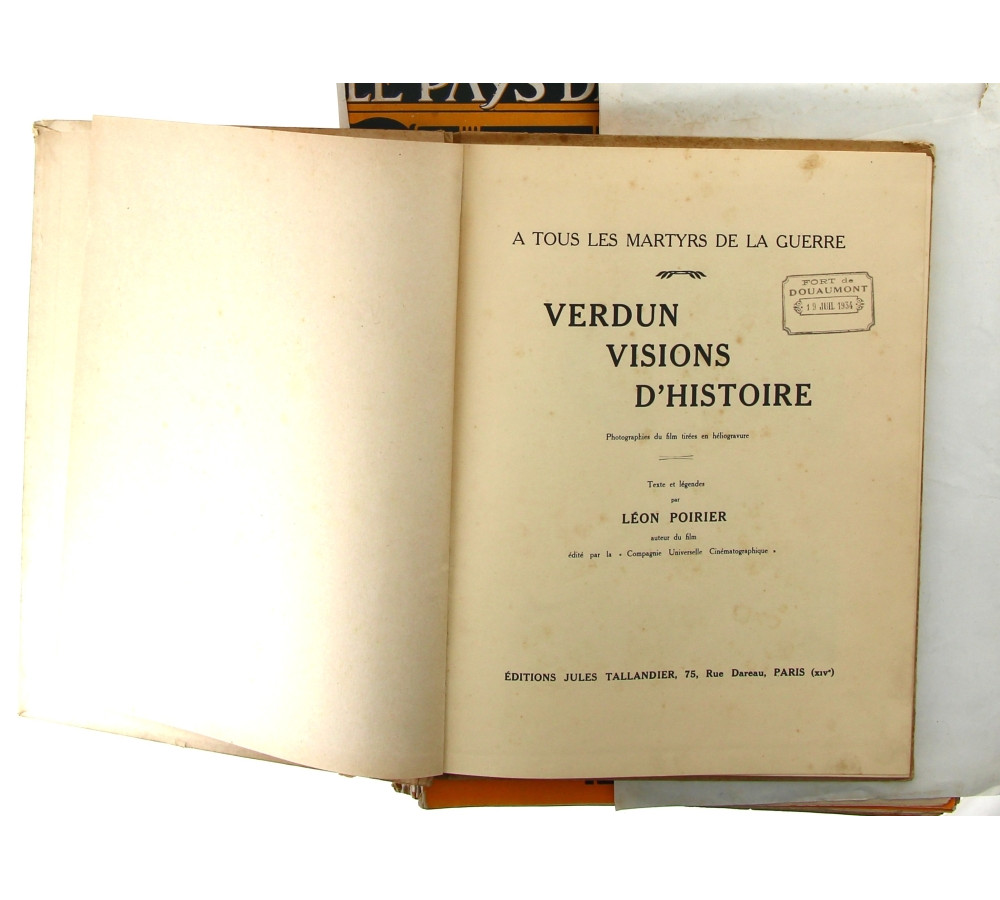 LE PAYS D
A TOUS LES MARTYRS DE LA GUERRE
FORT de
DOUAUMONT
19 JUIL 1934
VERDUN
VISIONS
D'HISTOIRE
Photographies du film tirées en héliogravure
Texte et légendes
par
LÉON POIRIER
auteur du film
édité par la « Compagnie Universelle Cinématographique »
ÉDITIONS JULES TALLANDIER, 75, Rue Dareau, PARIS (XIVe)